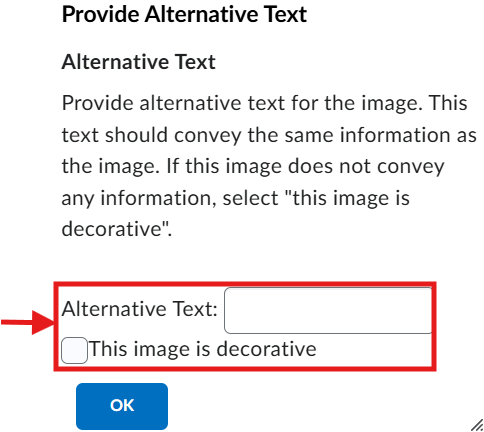 Provide Alternative Text
Alternative Text
Provide alternative text for the image. This
text should convey the same information as
the image. If this image does not convey
any information, select "this image is
decorative".
Alternative Text:
This image is decorative
OK